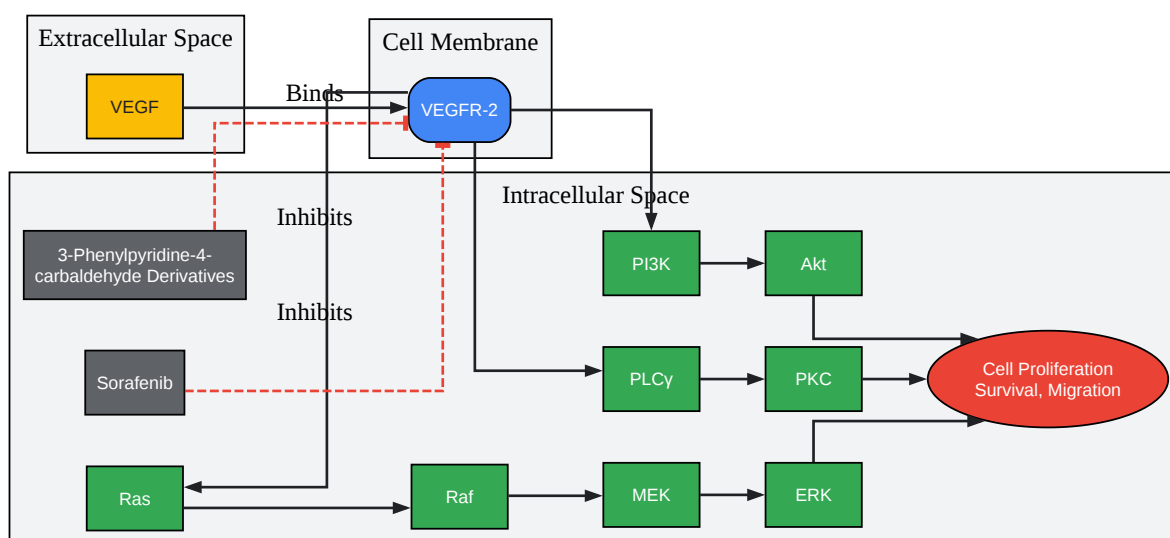 Extracellular Space
Cell Membrane
VEGF
Binds
VEGFR-2
Intracellular Space
Inhibits
3-Phenylpyridine-4-
carbaldehyde Derivatives
PI3K
Akt
Inhibits
Sorafenib
PLCγ
PKC
Cell Proliferation
Survival, Migration
Ras
Raf
MEK
ERK